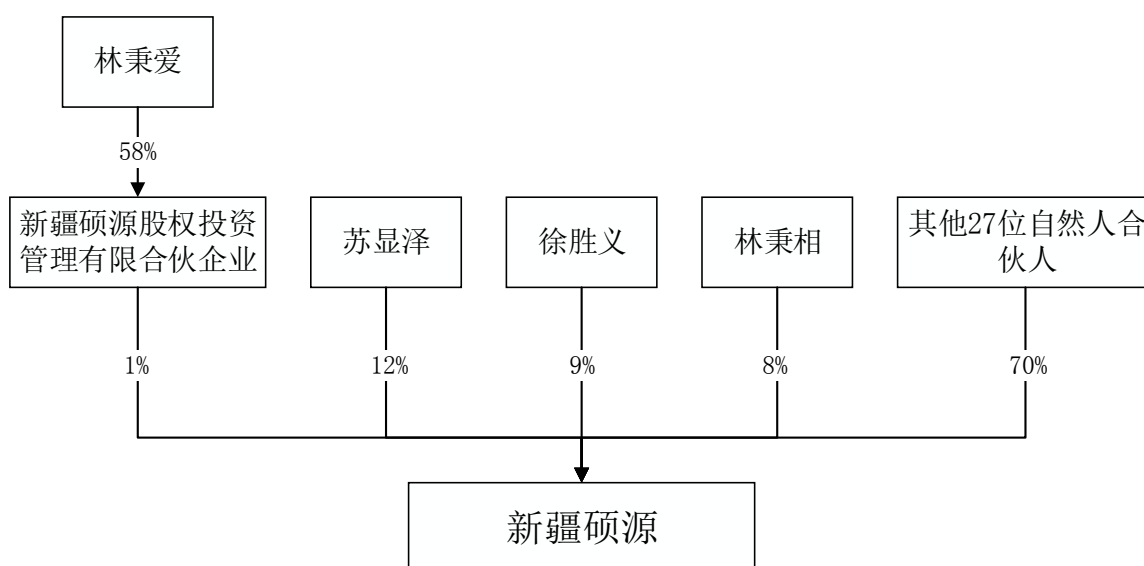 林秉爱
58%
新疆硕源股权投资
管理有限合伙企业
苏显泽
徐胜义
林秉相
其他27位自然人合
伙人
1%
12%
9%
8%
70%
新疆硕源